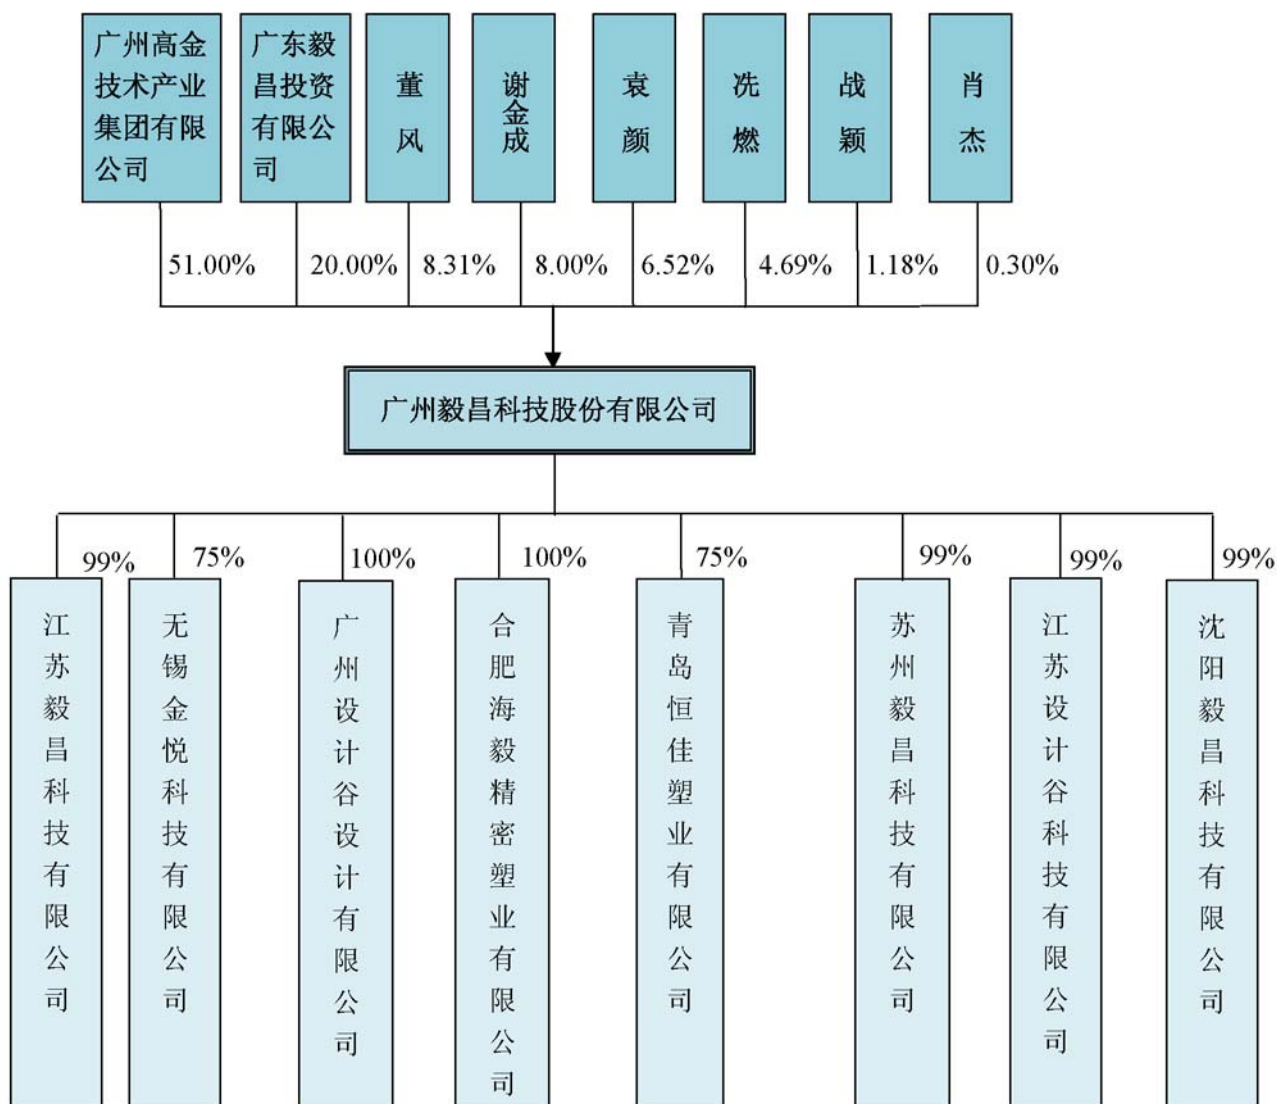 广州高金
技术产业
集团有限
公司
广东毅
昌投资
有限公
司
董风
谢金成
袁颜
冼燃
战颖
肖杰
51.00%
20.00%
8.31%
8.00%
6.52%
4.69%
1.18%
0.30%
广州毅昌科技股份有限公司
99%
75%
100%
100%
75%
99%
99%
99%
江苏毅昌科技有限公司
无锡金悦科技有限公司
广州设计谷设计有限公司
合肥海毅精密塑业有限公司
青岛恒佳塑业有限公司
苏州毅昌科技有限公司
江苏设计谷科技有限公司
沈阳毅昌科技有限公司